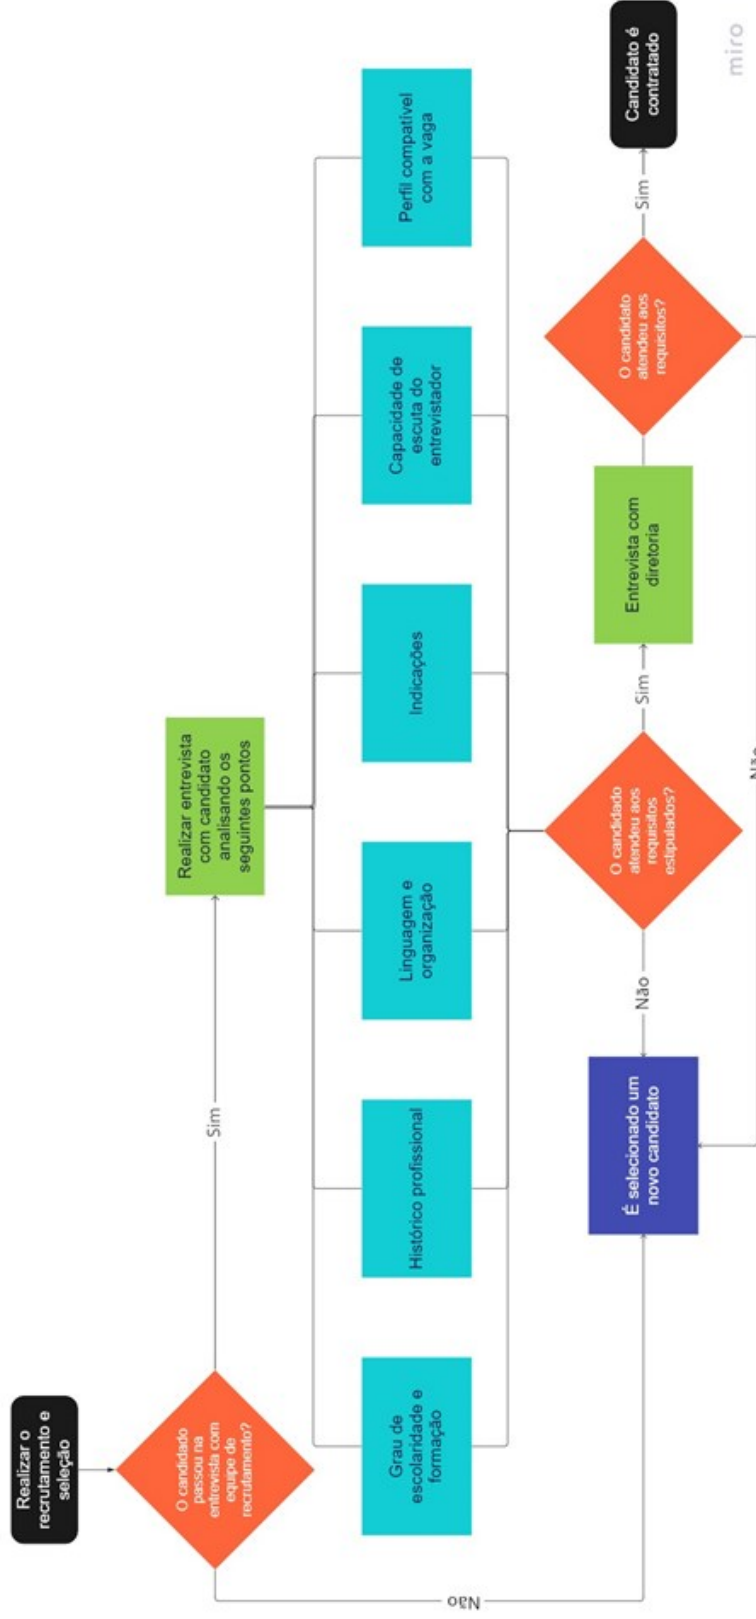 Realizar o
recrutamento e
seleção
O candidado
passou na
entrevista com
equipe de
recrutamento?
Sim
Não
Realizar entrevista
com candidato
analisando os
seguintes pontos
Grau de
escolaridade e
formação
Histórico profissional
Linguagem e
organização
Indicações
Capacidade de
escuta do
entrevistador
Perfil compatível
com a vaga
É selecionado um
novo candidato
Não
O candidado
atendeu aos
requisitos
estipulados?
Sim
Entrevista com
diretoria
O candidato
atendeu aos
requisitos?
Sim
Candidato é
contratado
Não
miro